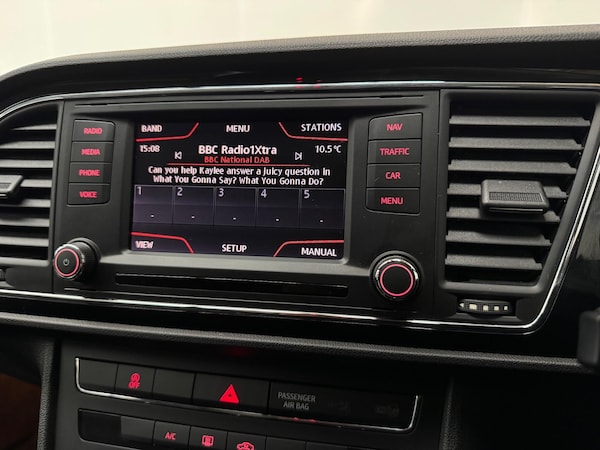 BAND
MENU
STATIONS
15:08
BBC Radio1Xtra
10.5 °C
BBC National DAB
Can you help Kaylee answer a juicy question in
What You Gonna Say? What You Gonna Do?
1 2 3 4 5
- - - - -
VIEW
SETUP
MANUAL
RADIO
MEDIA
PHONE
VOICE
NAV
TRAFFIC
CAR
MENU
OFF
PASSENGER
AIR BAG
A/C